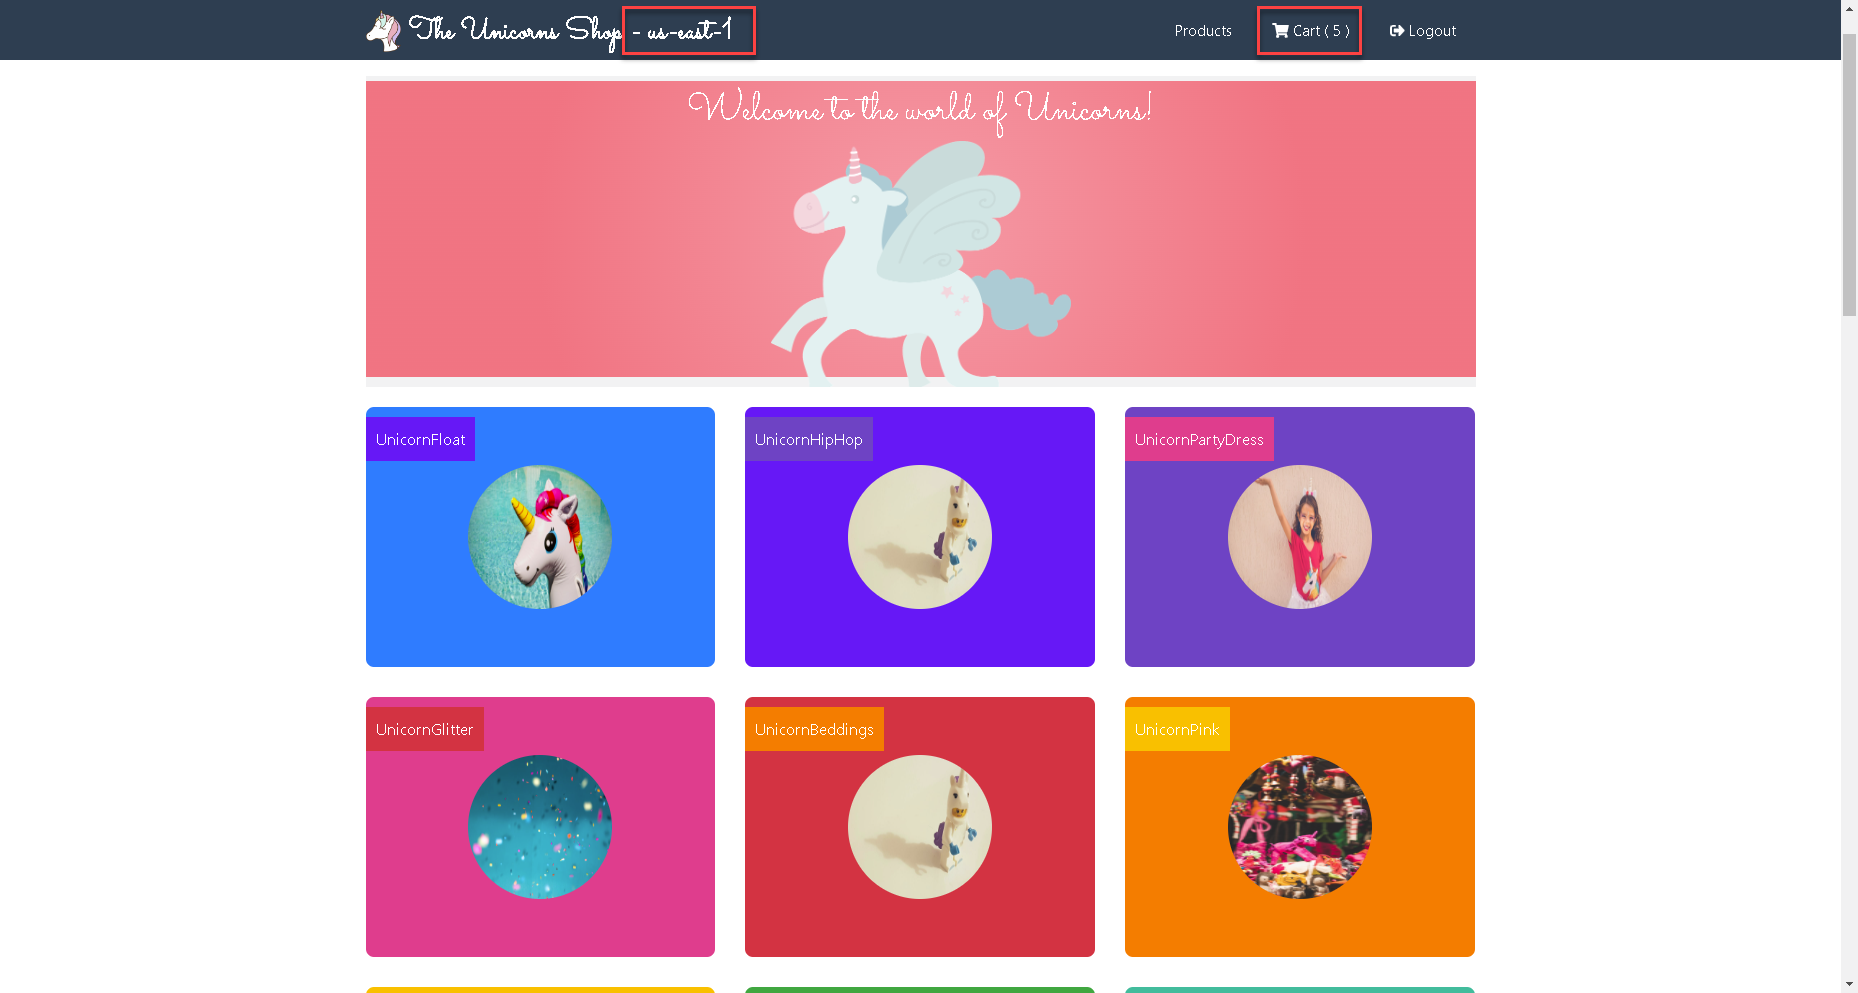 The Unicorns Shop - us-east-1
Products
Cart ( 5 )
Logout
Welcome to the world of Unicorns!
UnicornFloat
UnicornHipHop
UnicornPartyDress
UnicornGlitter
UnicornBeddings
UnicornPink